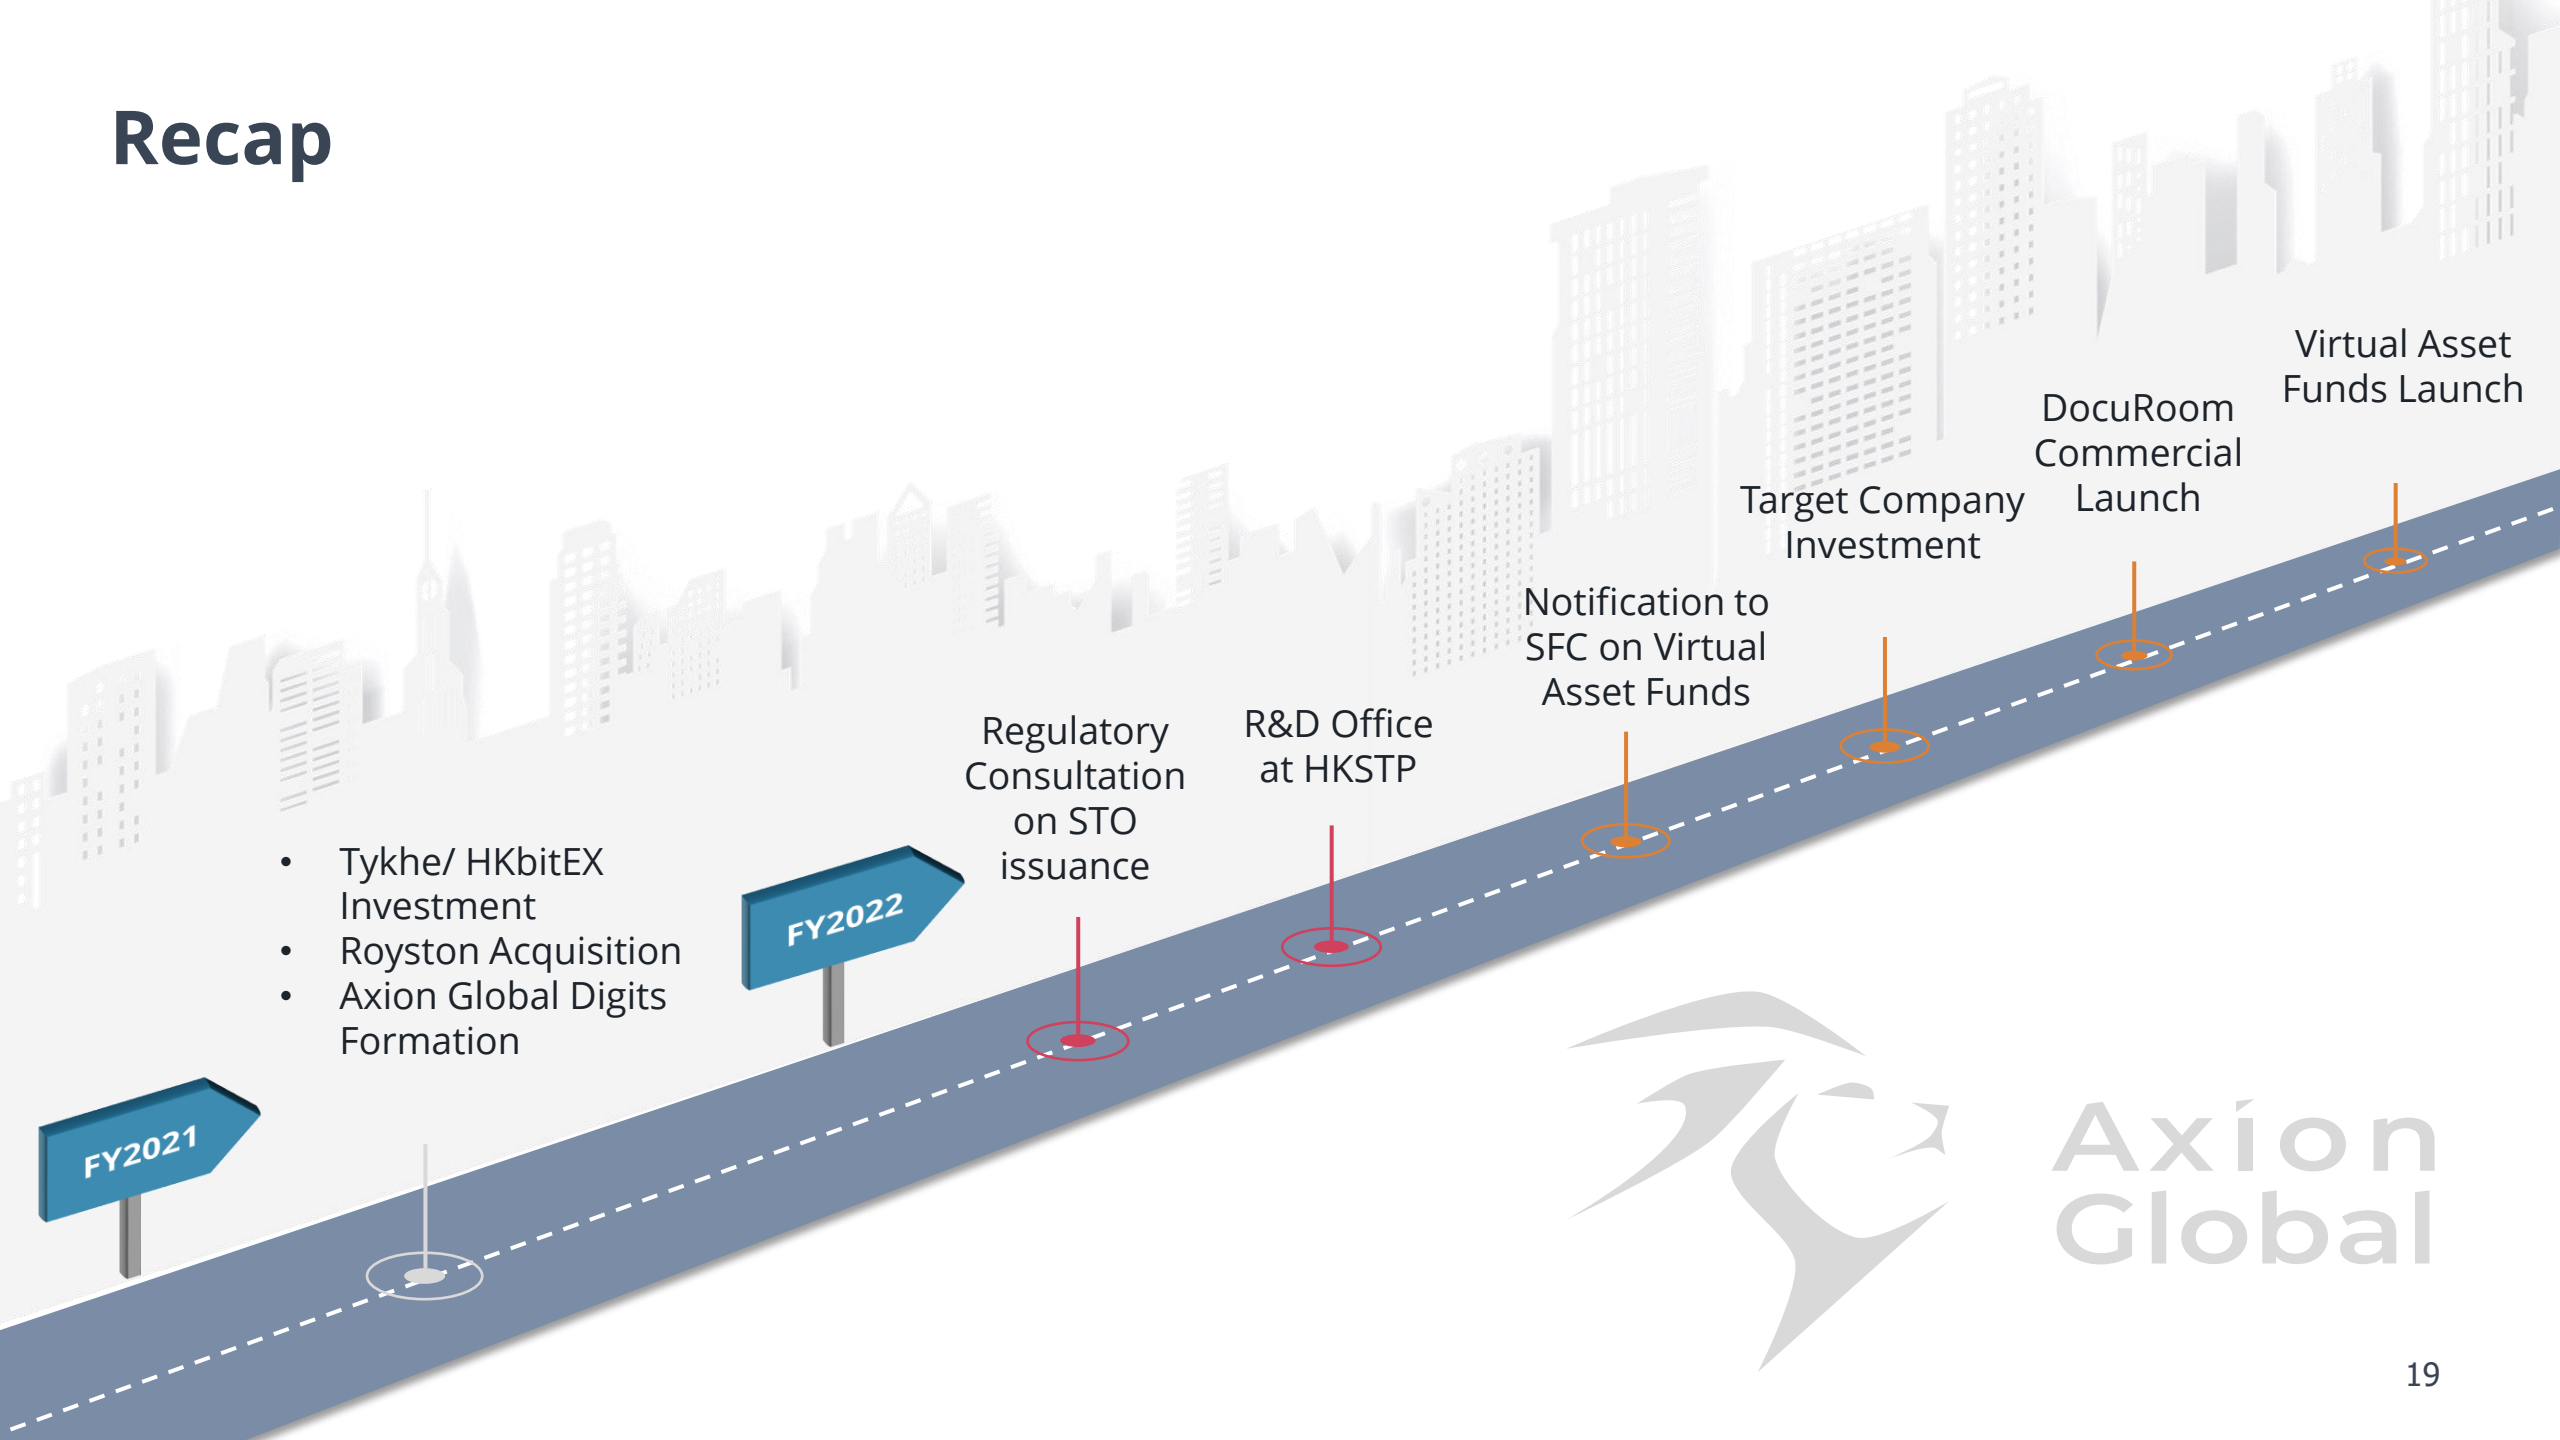 Recap
FY2021
• Tykhe/ HKbitEX
Investment
• Royston Acquisition
• Axion Global Digits
Formation
FY2022
Regulatory
Consultation
on STO
issuance
R&D Office
at HKSTP
Notification to
SFC on Virtual
Asset Funds
Target Company
Investment
DocuRoom
Commercial
Launch
Virtual Asset
Funds Launch
Axion
Global
19